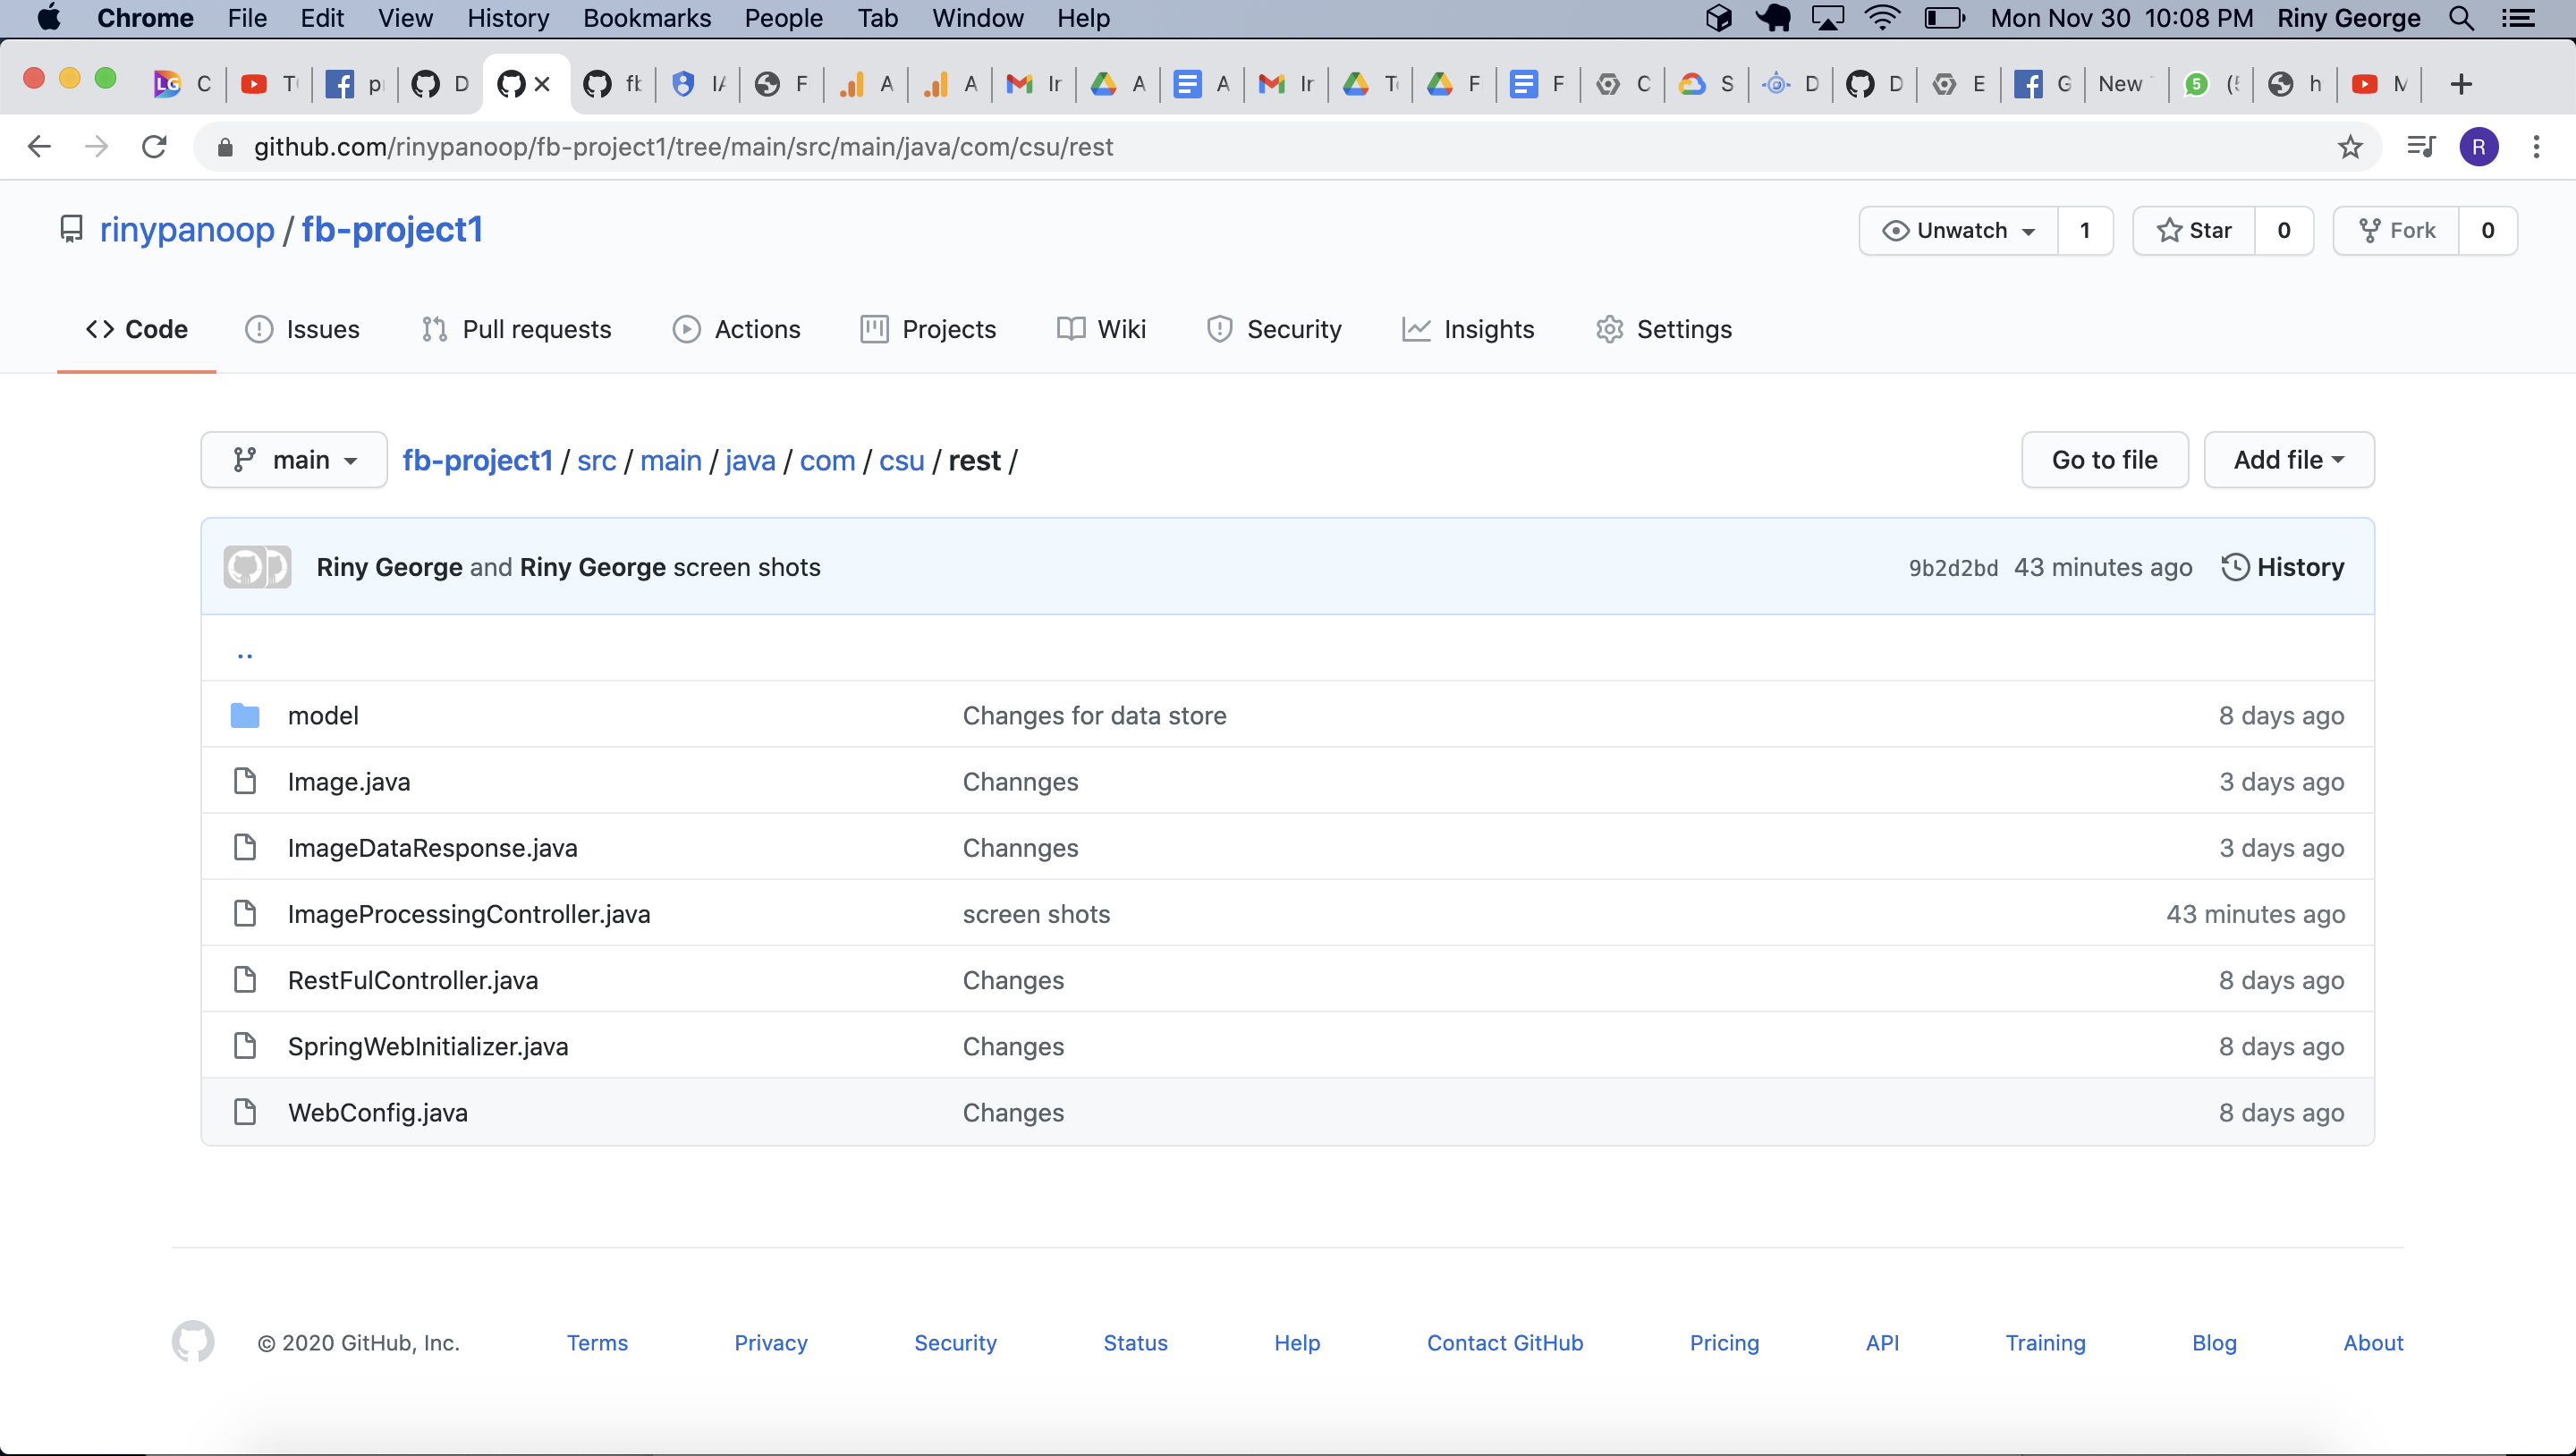 Chrome File Edit View History Bookmarks People Tab Window Help Mon Nov 30 10:08 PM Riny George
LG C T p D fb IA F A A Ir A A Ir T F F C S D D E G New 5 h M
github.com/rinypanoop/fb-project1/tree/main/src/main/java/com/csu/rest R
rinypanoop / fb-project1 Unwatch 1 Star 0 Fork 0
Code Issues Pull requests Actions Projects Wiki Security Insights Settings
main fb-project1 / src / main / java / com / csu / rest / Go to file Add file
Riny George and Riny George screen shots 9b2d2bd 43 minutes ago History
..
model Changes for data store 8 days ago
Image.java Channges 3 days ago
ImageDataResponse.java Channges 3 days ago
ImageProcessingController.java screen shots 43 minutes ago
RestFulController.java Changes 8 days ago
SpringWebInitializer.java Changes 8 days ago
WebConfig.java Changes 8 days ago
© 2020 GitHub, Inc. Terms Privacy Security Status Help Contact GitHub Pricing API Training Blog About